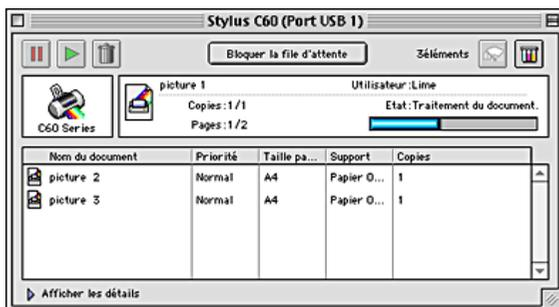 Stylus C60 (Port USB 1)
Bloquer la file d'attente
3éléments
C60 Series
picture 1
Utilisateur :Lime
Copies :1/1
Etat :Traitement du document.
Pages :1/2
Nom du document Priorité Taille pa... Support Copies
picture 2 Normal A4 Papier O... 1
picture 3 Normal A4 Papier O... 1
Afficher les détails